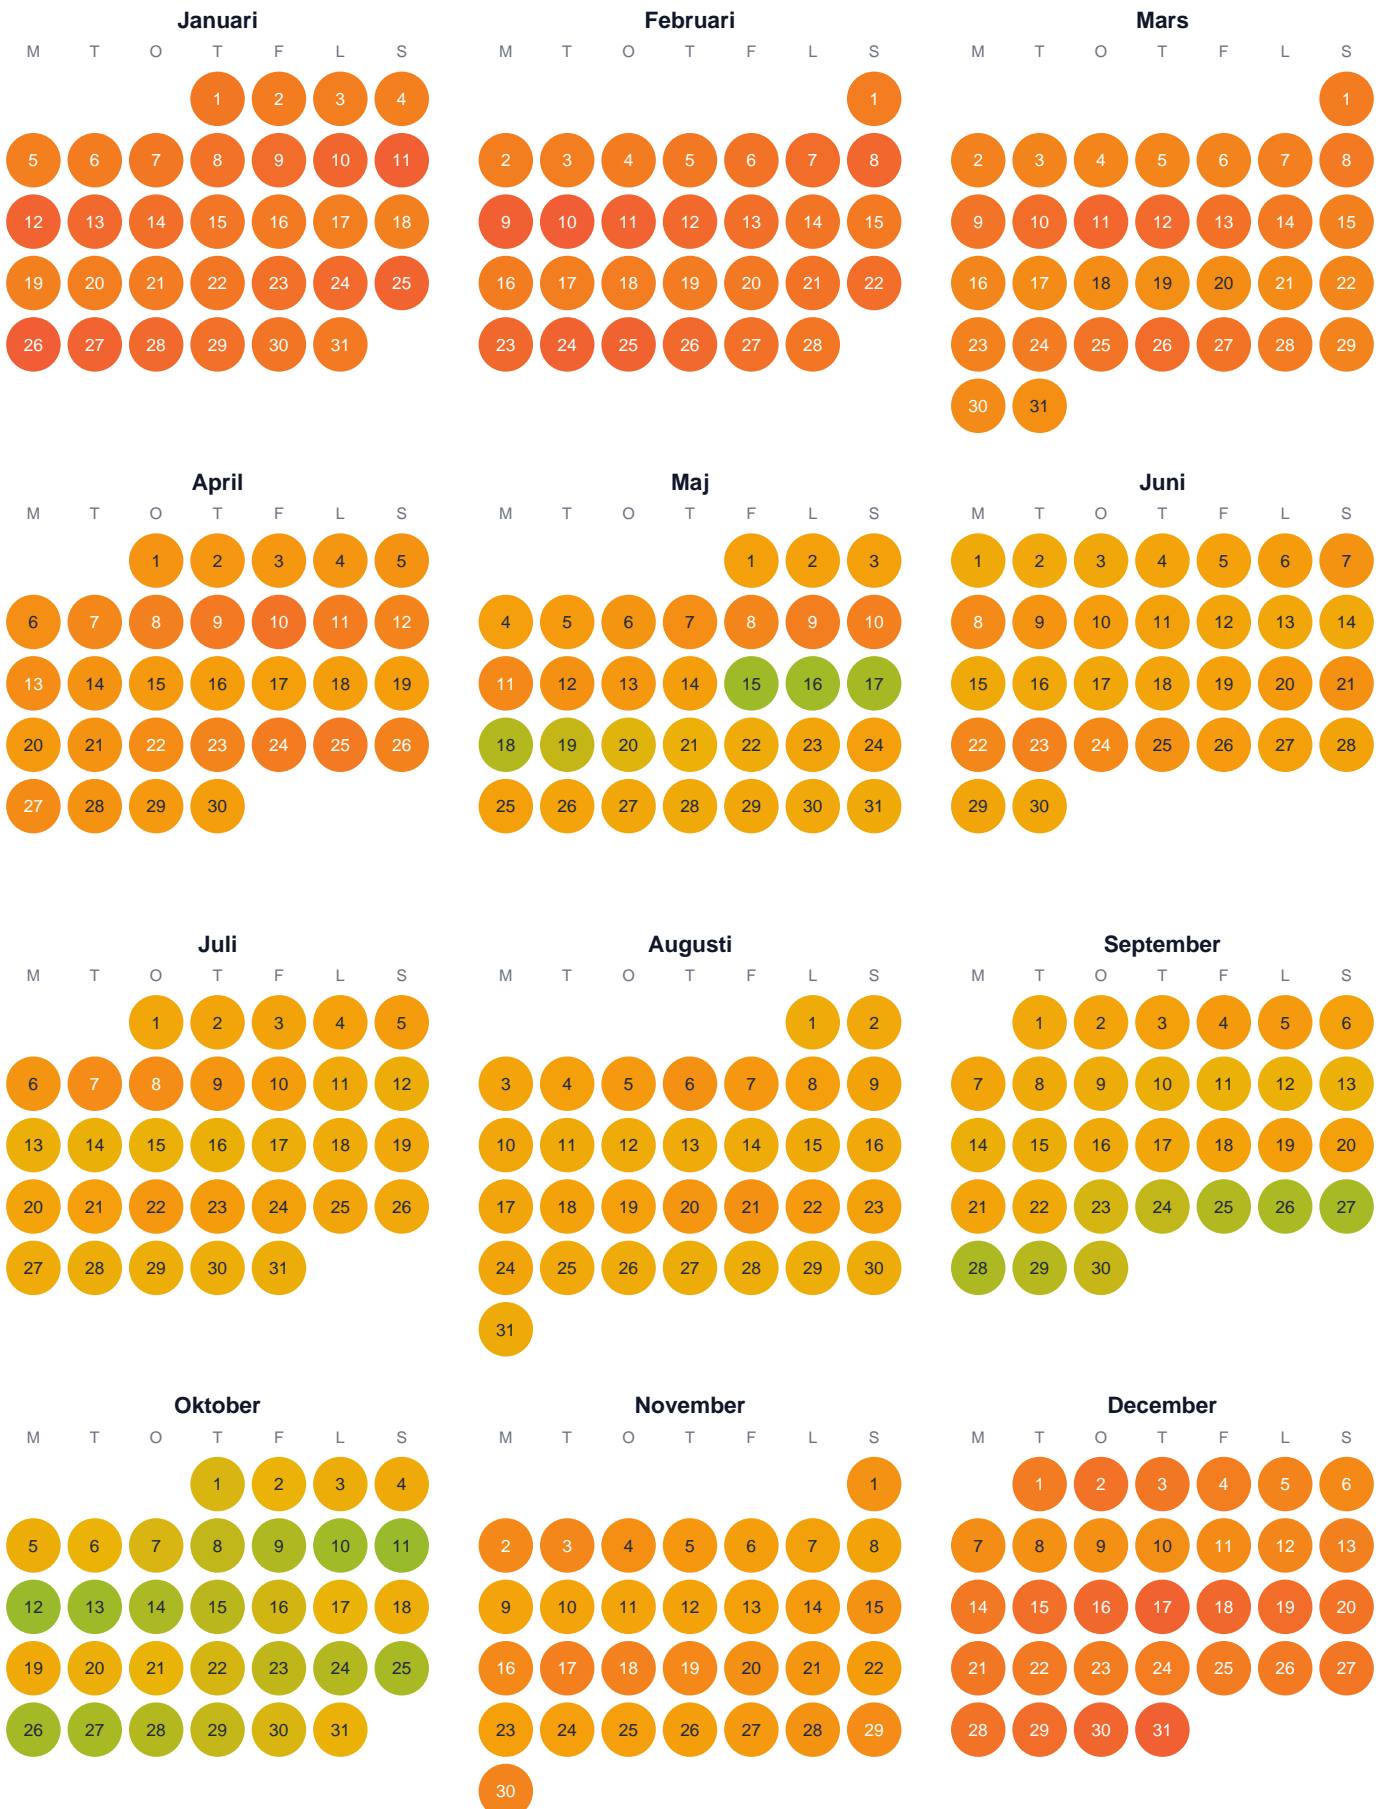 Januari Februari Mars
M T O T F L S M T O T F L S M T O T F L S
1 2 3 4 1 1
5 6 7 8 9 10 11 2 3 4 5 6 7 8 2 3 4 5 6 7 8
12 13 14 15 16 17 18 9 10 11 12 13 14 15 9 10 11 12 13 14 15
19 20 21 22 23 24 25 16 17 18 19 20 21 22 16 17 18 19 20 21 22
26 27 28 29 30 31 23 24 25 26 27 28 23 24 25 26 27 28 29
30 31
April Maj Juni
M T O T F L S M T O T F L S M T O T F L S
1 2 3 4 5 1 2 3 1 2 3 4 5 6 7
6 7 8 9 10 11 12 4 5 6 7 8 9 10 8 9 10 11 12 13 14
13 14 15 16 17 18 19 11 12 13 14 15 16 17 15 16 17 18 19 20 21
20 21 22 23 24 25 26 18 19 20 21 22 23 24 22 23 24 25 26 27 28
27 28 29 30 25 26 27 28 29 30 31 29 30
Juli Augusti September
M T O T F L S M T O T F L S M T O T F L S
1 2 3 4 5 1 2 1 2 3 4 5 6
6 7 8 9 10 11 12 3 4 5 6 7 8 9 7 8 9 10 11 12 13
13 14 15 16 17 18 19 10 11 12 13 14 15 16 14 15 16 17 18 19 20
20 21 22 23 24 25 26 17 18 19 20 21 22 23 21 22 23 24 25 26 27
27 28 29 30 31 24 25 26 27 28 29 30 28 29 30
31
Oktober November December
M T O T F L S M T O T F L S M T O T F L S
1 2 3 4 1 1 2 3 4 5 6
5 6 7 8 9 10 11 2 3 4 5 6 7 8 7 8 9 10 11 12 13
12 13 14 15 16 17 18 9 10 11 12 13 14 15 14 15 16 17 18 19 20
19 20 21 22 23 24 25 16 17 18 19 20 21 22 21 22 23 24 25 26 27
26 27 28 29 30 31 23 24 25 26 27 28 29 28 29 30 31
30